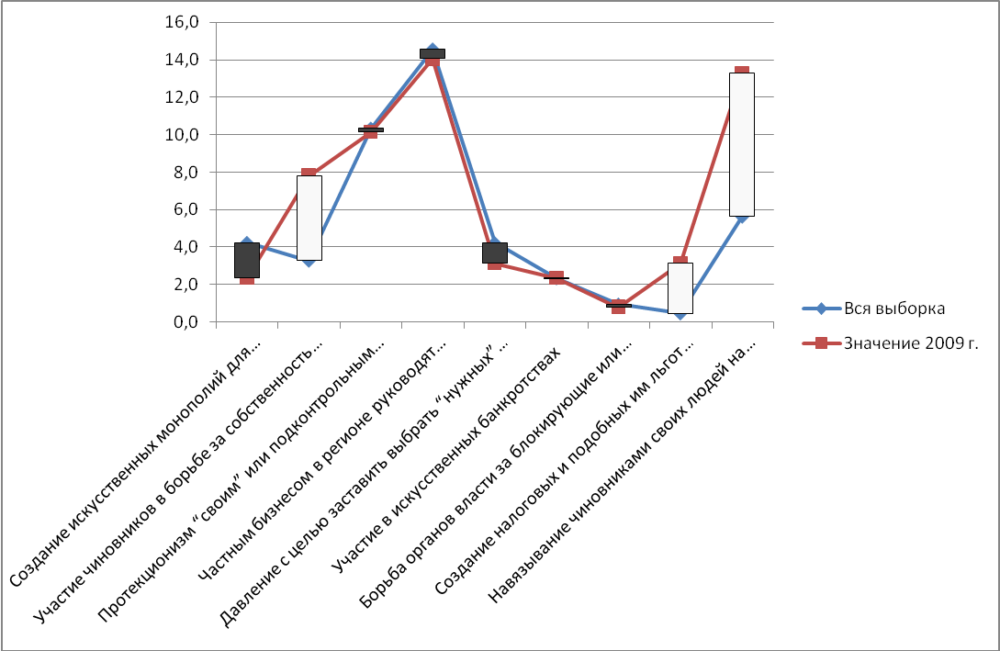 16,0
14,0
12,0
10,0
8,0
6,0
4,0
2,0
0,0
Вся выборка
Значение 2009 г.
Создание искусственных монополий для...
Участие чиновников в борьбе за собственность...
Протекционизм “своим” или подконтрольным...
Частным бизнесом в регионе руководят...
Давление с целью заставить выбрать “нужных” ...
Участие в искусственных банкротствах
Борьба органов власти за блокирующие или...
Создание налоговых и подобных им льгот...
Навязывание чиновниками своих людей на...